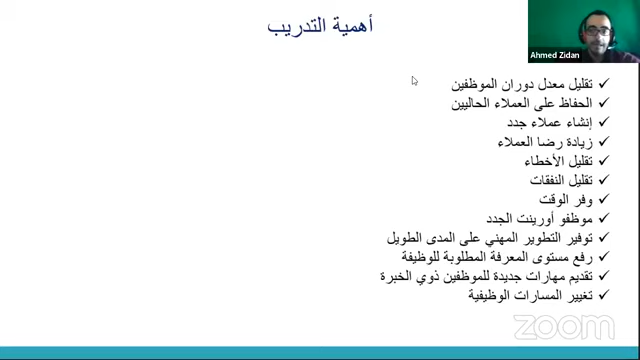 أهمية التدريب
Ahmed Zidan
تقليل معدل دوران الموظفين
الحفاظ على العملاء الحاليين
إنشاء عملاء جدد
زيادة رضا العملاء
تقليل الأخطاء
تقليل النفقات
وفر الوقت
موظفو أورينت الجدد
توفير التطوير المهني على المدى الطويل
رفع مستوى المعرفة المطلوبة للوظيفة
تقديم مهارات جديدة للموظفين ذوي الخبرة
تغيير المسارات الوظيفية
zoom